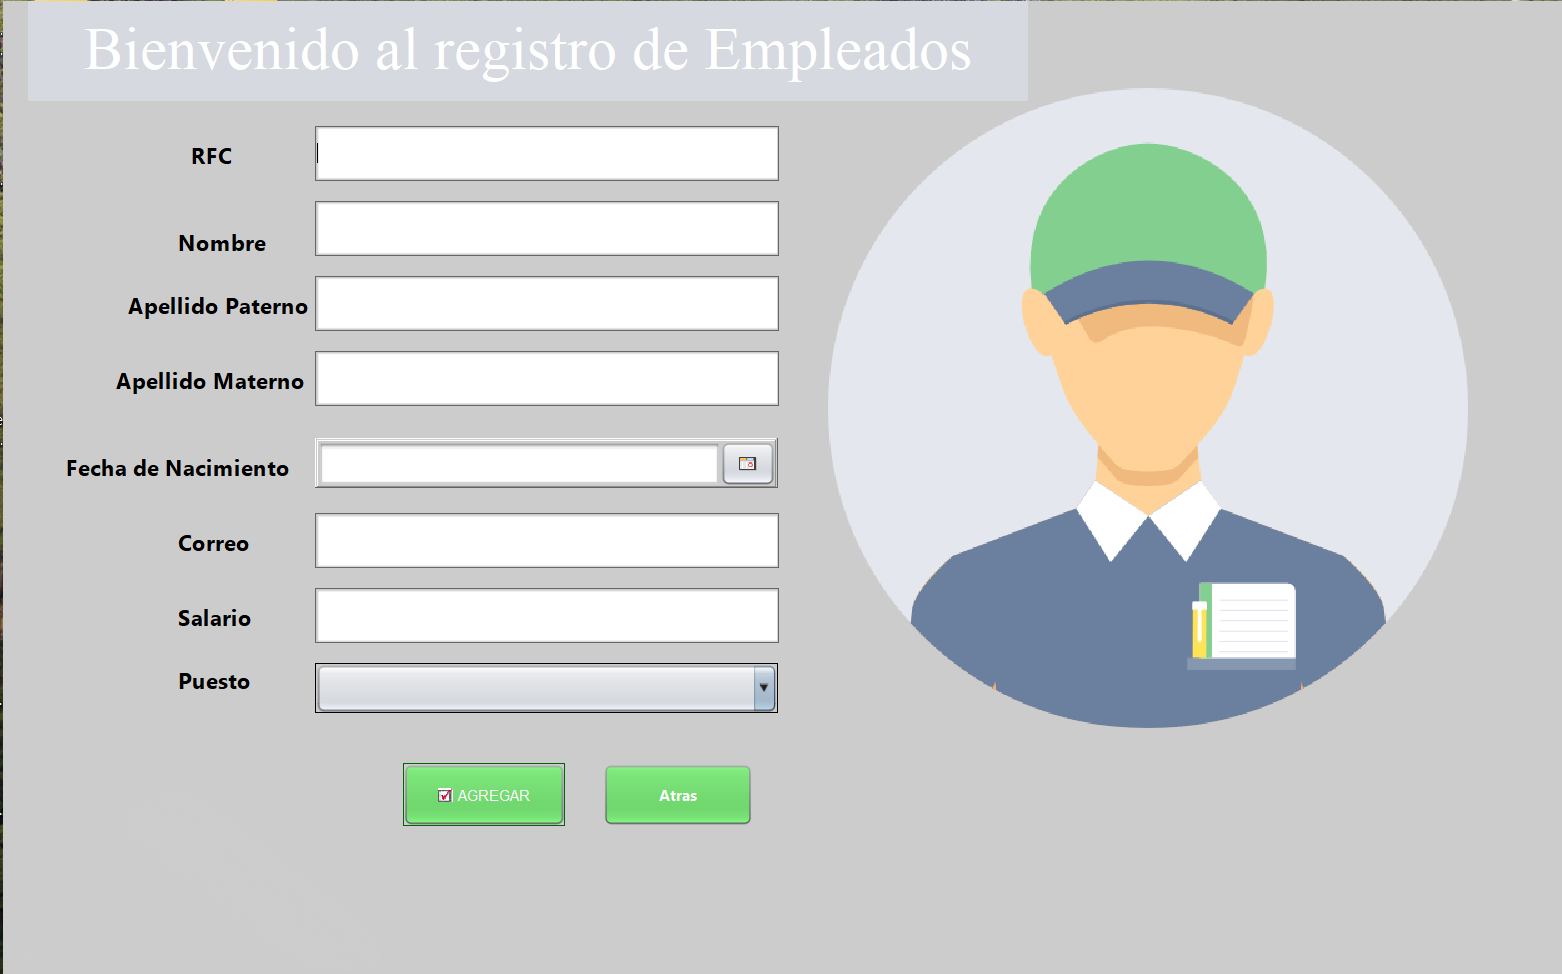 Bienvenido al registro de Empleados
RFC
Nombre
Apellido Paterno
Apellido Materno
Fecha de Nacimiento
Correo
Salario
Puesto
AGREGAR
Atras